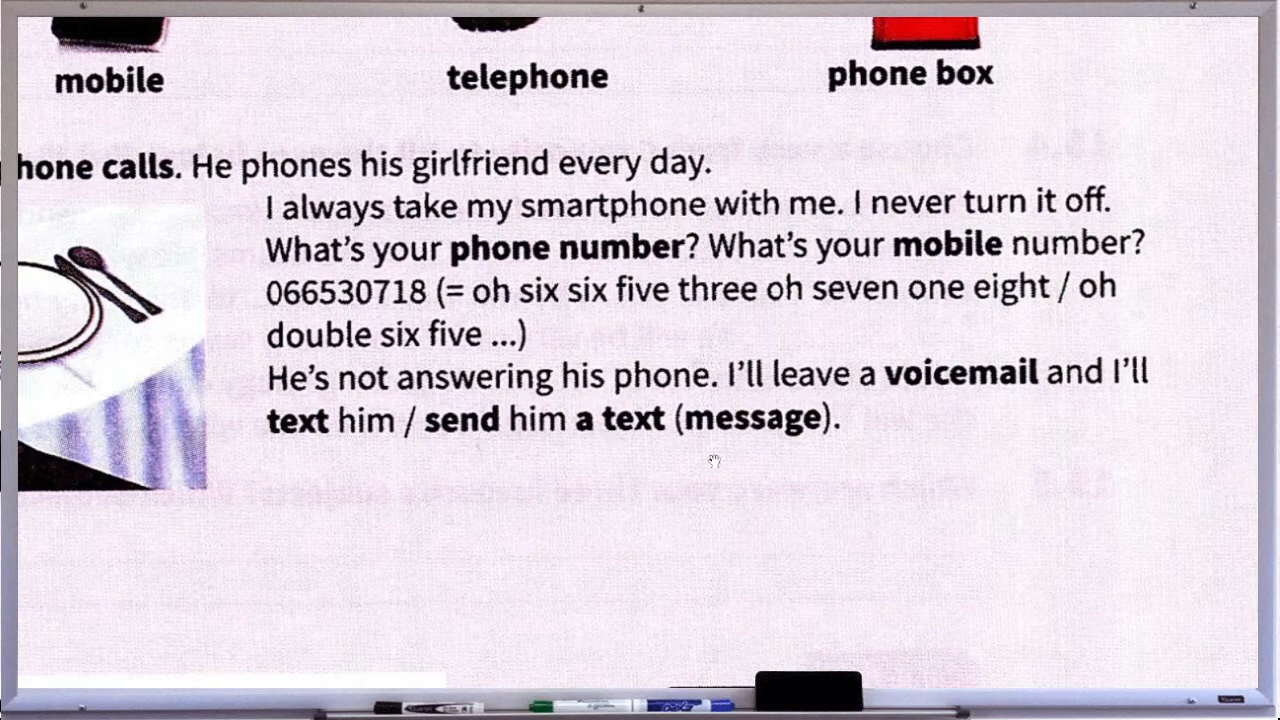 mobile telephone phone box
hone calls. He phones his girlfriend every day.
I always take my smartphone with me. I never turn it off.
What's your phone number? What's your mobile number?
066530718 (= oh six six five three oh seven one eight / oh
double six five ...)
He's not answering his phone. I'll leave a voicemail and I'll
text him / send him a text (message).